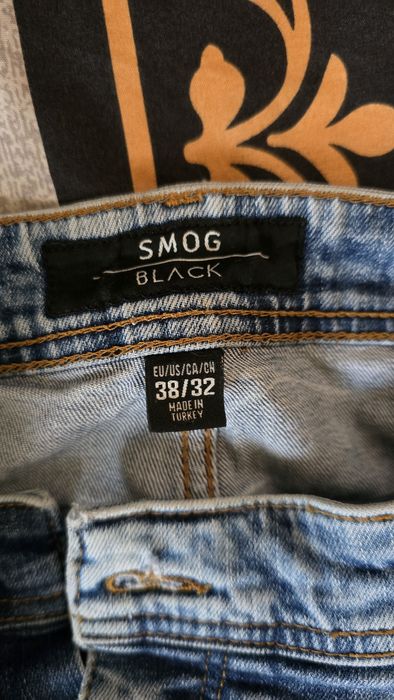 SMOG
BLACK
EU/US/CA/CH
38/32
MADE IN
TURKEY